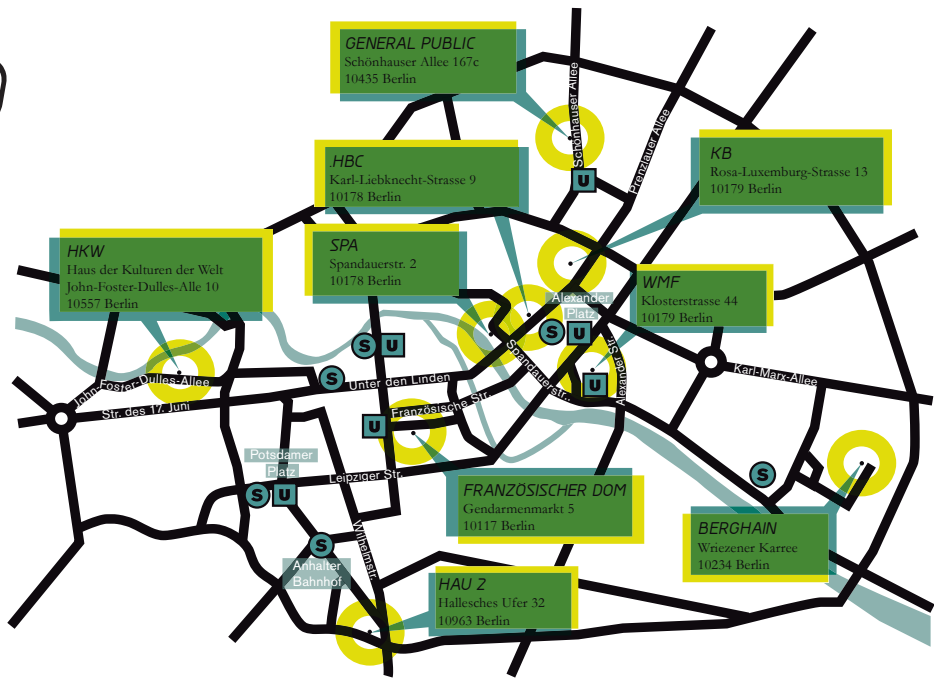 GENERAL PUBLIC
Schönhauser Allee 167c
10435 Berlin
Schönhauser Allee
Prenzlauer Allee
.HBC
Karl-Liebknecht-Strasse 9
10178 Berlin
KB
Rosa-Luxemburg-Strasse 13
10179 Berlin
U
HKW
Haus der Kulturen der Welt
John-Foster-Dulles-Alle 10
10557 Berlin
SPA
Spandauerstr. 2
10178 Berlin
WMF
Klosterstrasse 44
10179 Berlin
Alexander
Platz
S U
S U
Spandauerstr.
Alexander Str.
U
S
Unter den Linden
Karl-Marx-Allee
John-Foster-Dulles-Allee
Str. des 17. Juni
Französische Str.
U
Potsdamer
Platz
S U
Leipziger Str.
S
FRANZÖSISCHER DOM
Gendarmenmarkt 5
10117 Berlin
BERGHAIN
Wriezener Karree
10234 Berlin
Wilhelmstr.
S
Anhalter
Bahnhof
HAU 2
Hallesches Ufer 32
10963 Berlin